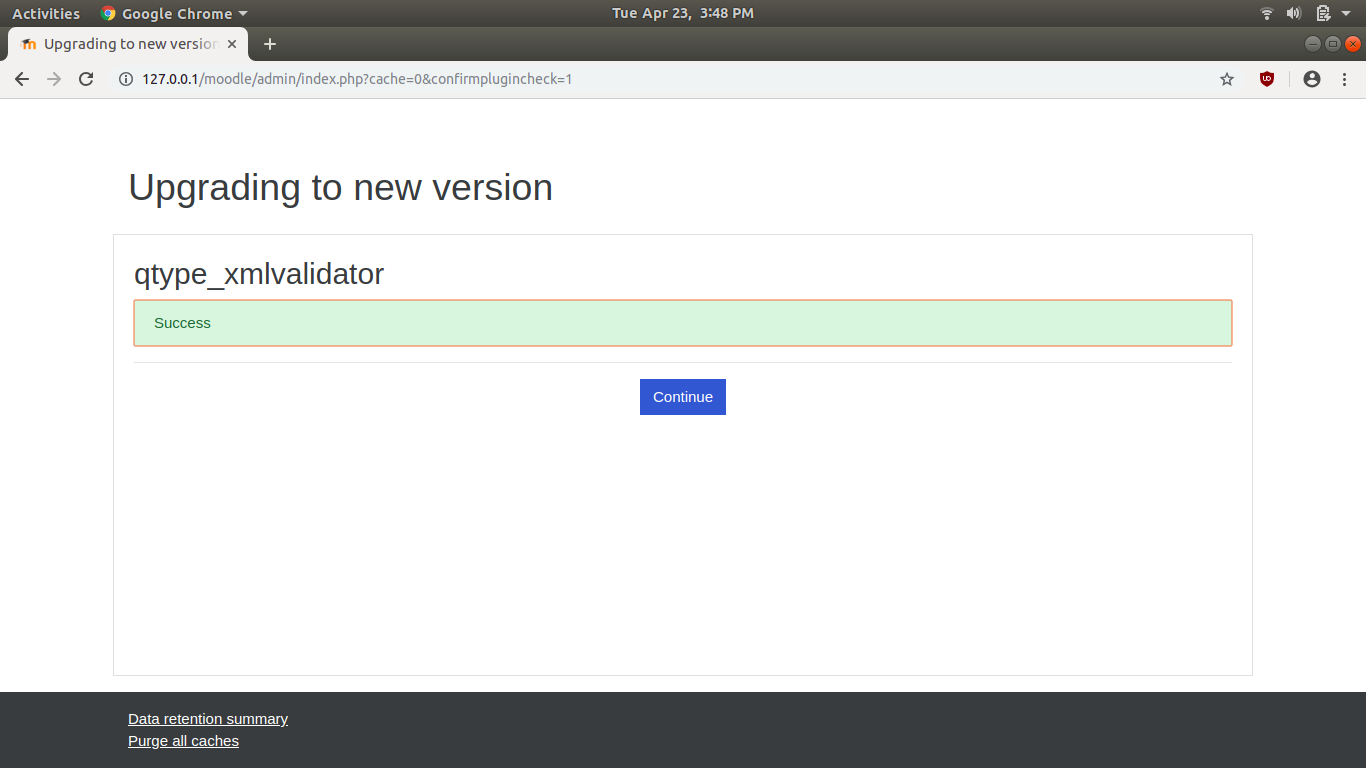 Activities Google Chrome Tue Apr 23, 3:48 PM
Upgrading to new version
127.0.0.1/moodle/admin/index.php?cache=0&confirmplugincheck=1
Upgrading to new version
qtype_xmlvalidator
Success
Continue
Data retention summary
Purge all caches